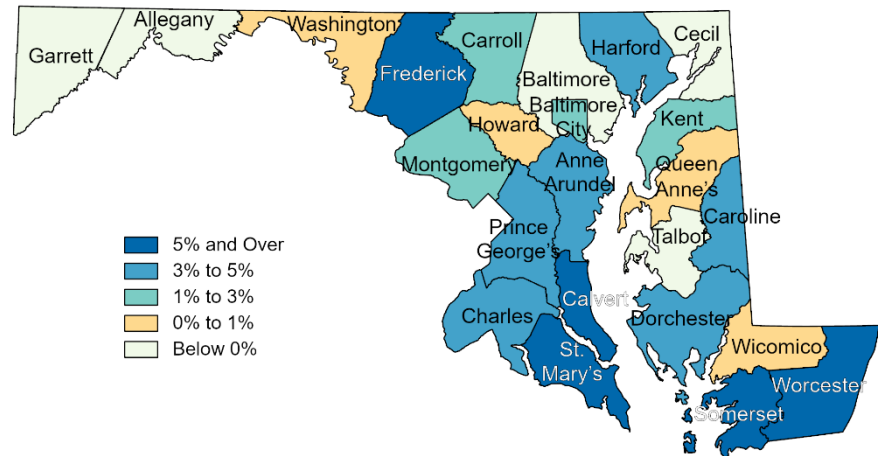 Garrett
Allegany
Washington
Frederick
Carroll
Baltimore
Baltimore
City
Harford
Cecil
Howard
Montgomery
Anne
Arundel
Kent
Queen
Anne's
Prince
George's
Talbot
Caroline
Charles
Calvert
St.
Mary's
Dorchester
Wicomico
Worcester
Somerset
5% and Over
3% to 5%
1% to 3%
0% to 1%
Below 0%